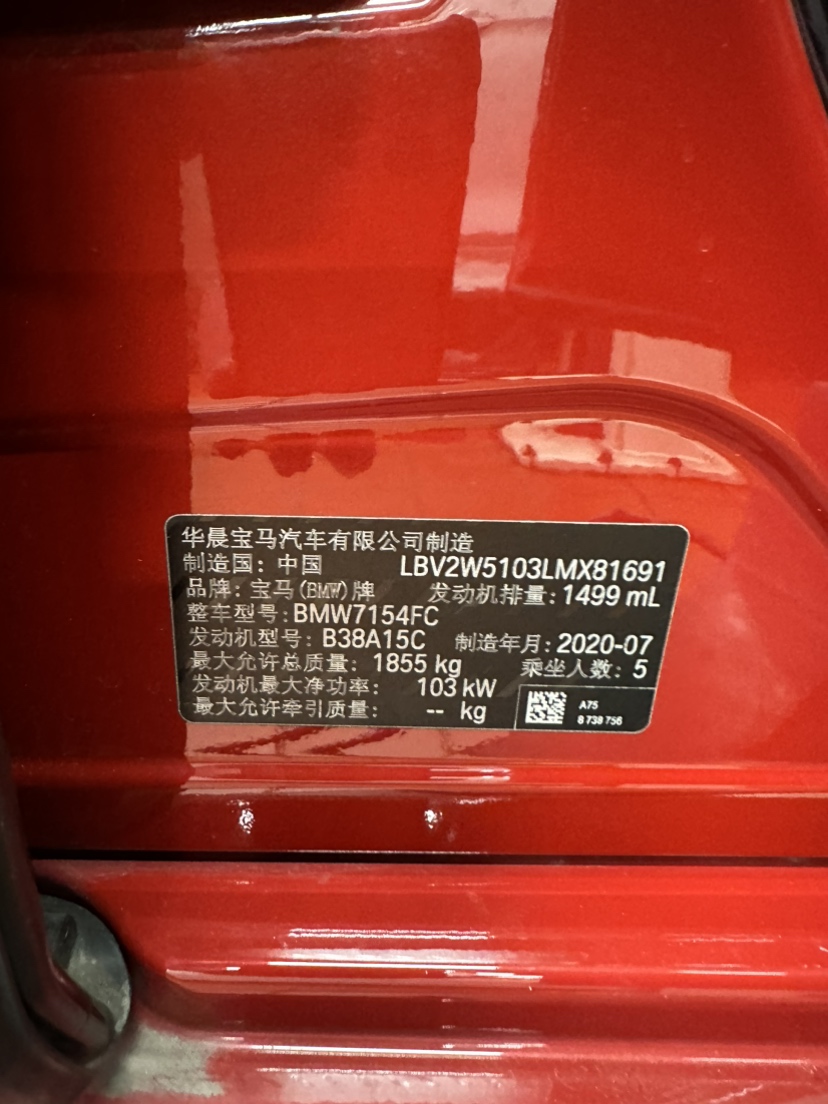 华晨宝马汽车有限公司制造
制造国：中国 LBV2W5103LMX81691
品牌：宝马(BMW)牌 发动机排量：1499 mL
整车型号：BMW7154FC
发动机型号：B38A15C 制造年月：2020-07
最大允许总质量：1855 kg 乘坐人数：5
发动机最大净功率：103 kW
最大允许牵引质量：-- kg
A75
8 738 756